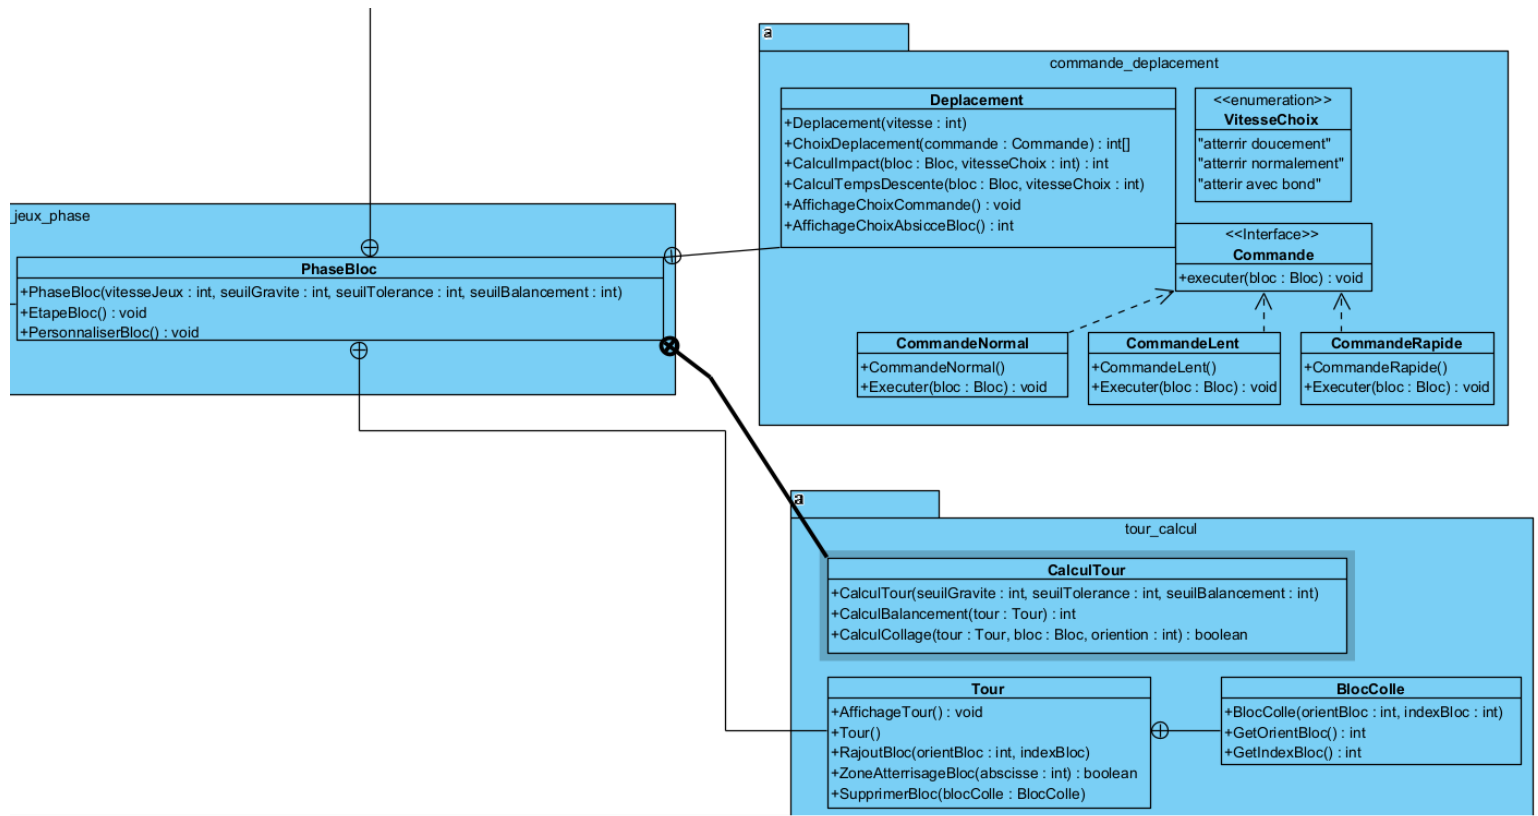 _jeux_phase
PhaseBloc
+PhaseBloc(vitesseJeux : int, seuilGravite : int, seuilTolerance : int, seuilBalancement : int)
+EtapeBloc() : void
+PersonnaliserBloc() : void
a
commande_deplacement
Deplacement
+Deplacement(vitesse : int)
+ChoixDeplacement(commande : Commande) : int[]
+CalculImpact(bloc : Bloc, vitesseChoix : int) : int
+CalculTempsDescente(bloc : Bloc, vitesseChoix : int)
+AffichageChoixCommande() : void
+AffichageChoixAbsicceBloc() : int
<<enumeration>>
VitesseChoix
"atterrir doucement"
"atterrir normalement"
"atterir avec bond"
<<Interface>>
Commande
+executer(bloc : Bloc) : void
CommandeNormal
+CommandeNormal()
+Executer(bloc : Bloc) : void
CommandeLent
+CommandeLent()
+Executer(bloc : Bloc) : void
CommandeRapide
+CommandeRapide()
+Executer(bloc : Bloc) : void
a
tour_calcul
CalculTour
+CalculTour(seuilGravite : int, seuilTolerance : int, seuilBalancement : int)
+CalculBalancement(tour : Tour) : int
+CalculCollage(tour : Tour, bloc : Bloc, oriention : int) : boolean
Tour
+AffichageTour() : void
+Tour()
+RajoutBloc(orientBloc : int, indexBloc)
+ZoneAtterrisageBloc(abscisse : int) : boolean
+SupprimerBloc(blocColle : BlocColle)
BlocColle
+BlocColle(orientBloc : int, indexBloc : int)
+GetOrientBloc() : int
+GetIndexBloc() : int